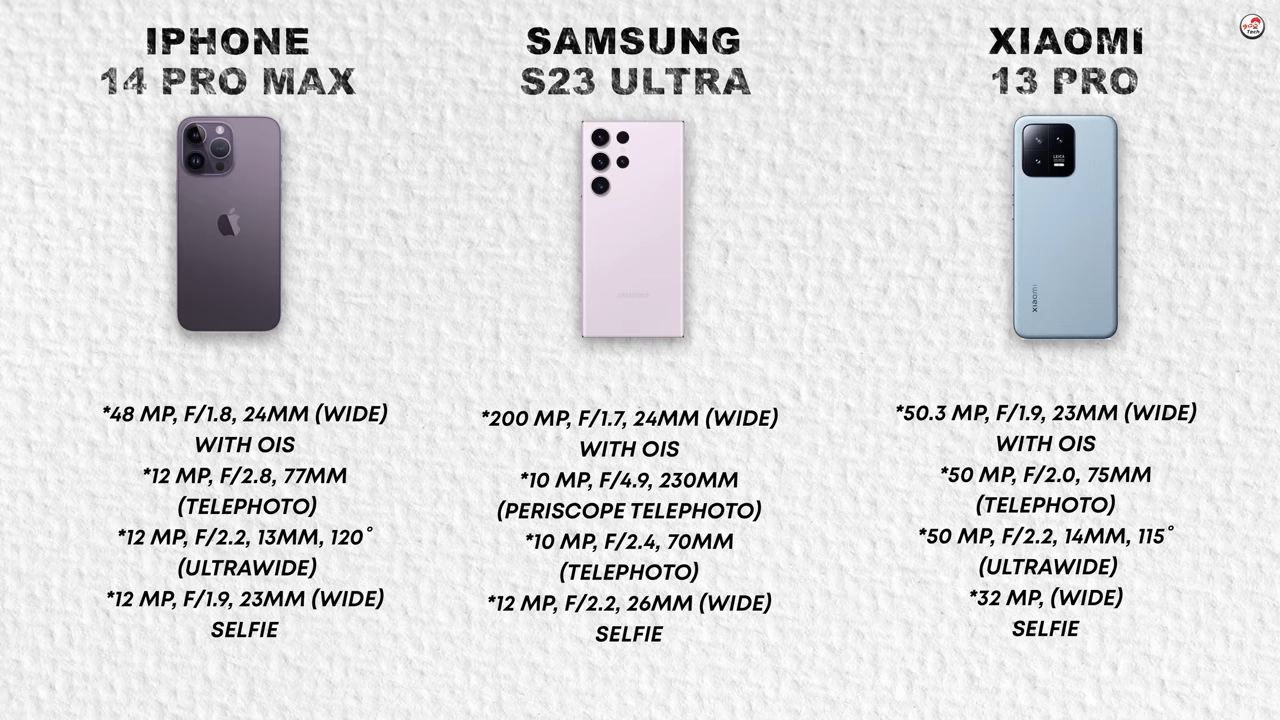 IPHONE
14 PRO MAX
*48 MP, F/1.8, 24MM (WIDE)
WITH OIS
*12 MP, F/2.8, 77MM
(TELEPHOTO)
*12 MP, F/2.2, 13MM, 120°
(ULTRAWIDE)
*12 MP, F/1.9, 23MM (WIDE)
SELFIE
SAMSUNG
S23 ULTRA
SAMSUNG
*200 MP, F/1.7, 24MM (WIDE)
WITH OIS
*10 MP, F/4.9, 230MM
(PERISCOPE TELEPHOTO)
*10 MP, F/2.4, 70MM
(TELEPHOTO)
*12 MP, F/2.2, 26MM (WIDE)
SELFIE
XIAOMI
13 PRO
LEICA
xiaomi
*50.3 MP, F/1.9, 23MM (WIDE)
WITH OIS
*50 MP, F/2.0, 75MM
(TELEPHOTO)
*50 MP, F/2.2, 14MM, 115°
(ULTRAWIDE)
*32 MP, (WIDE)
SELFIE
Tech